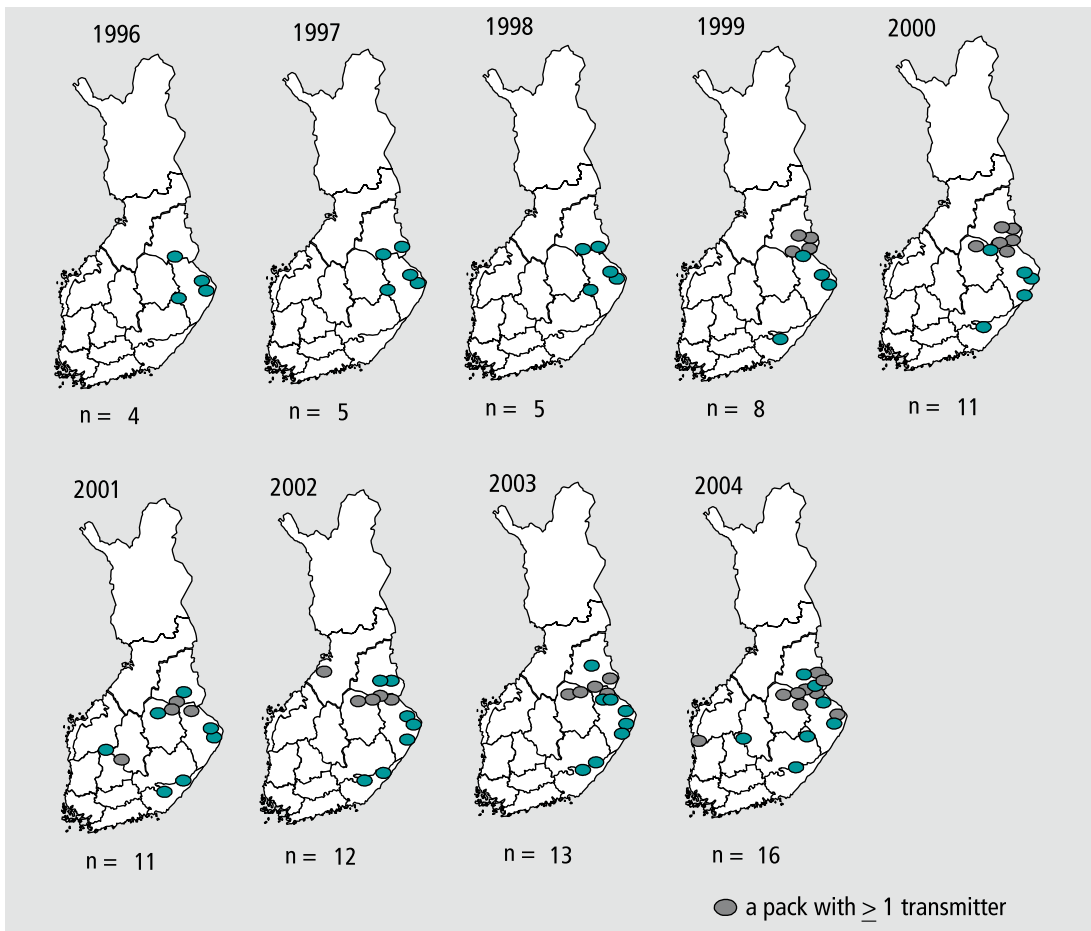 1996
1997
1998
1999
2000
n = 4
n = 5
n = 5
n = 8
n = 11
2001
2002
2003
2004
n = 11
n = 12
n = 13
n = 16
a pack with ≥ 1 transmitter